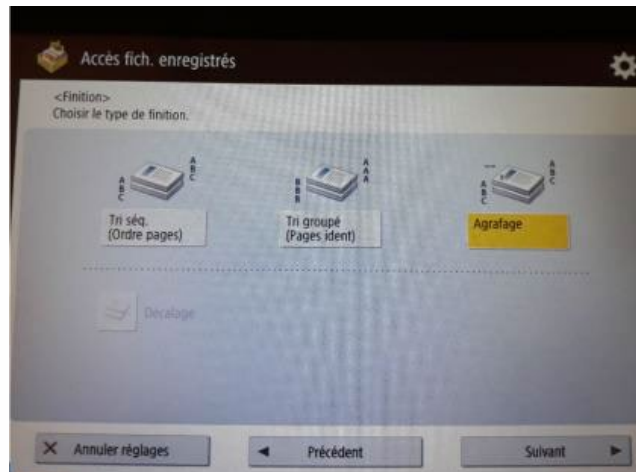 Accès fich. enregistrés
<Finition>
Choisir le type de finition.
A B C
A B C
B B B
A A A
A B C
A B C
Tri séq.
(Ordre pages)
Tri groupé
(Pages ident)
Agrafage
Décalage
Annuler réglages
Précédent
Suivant